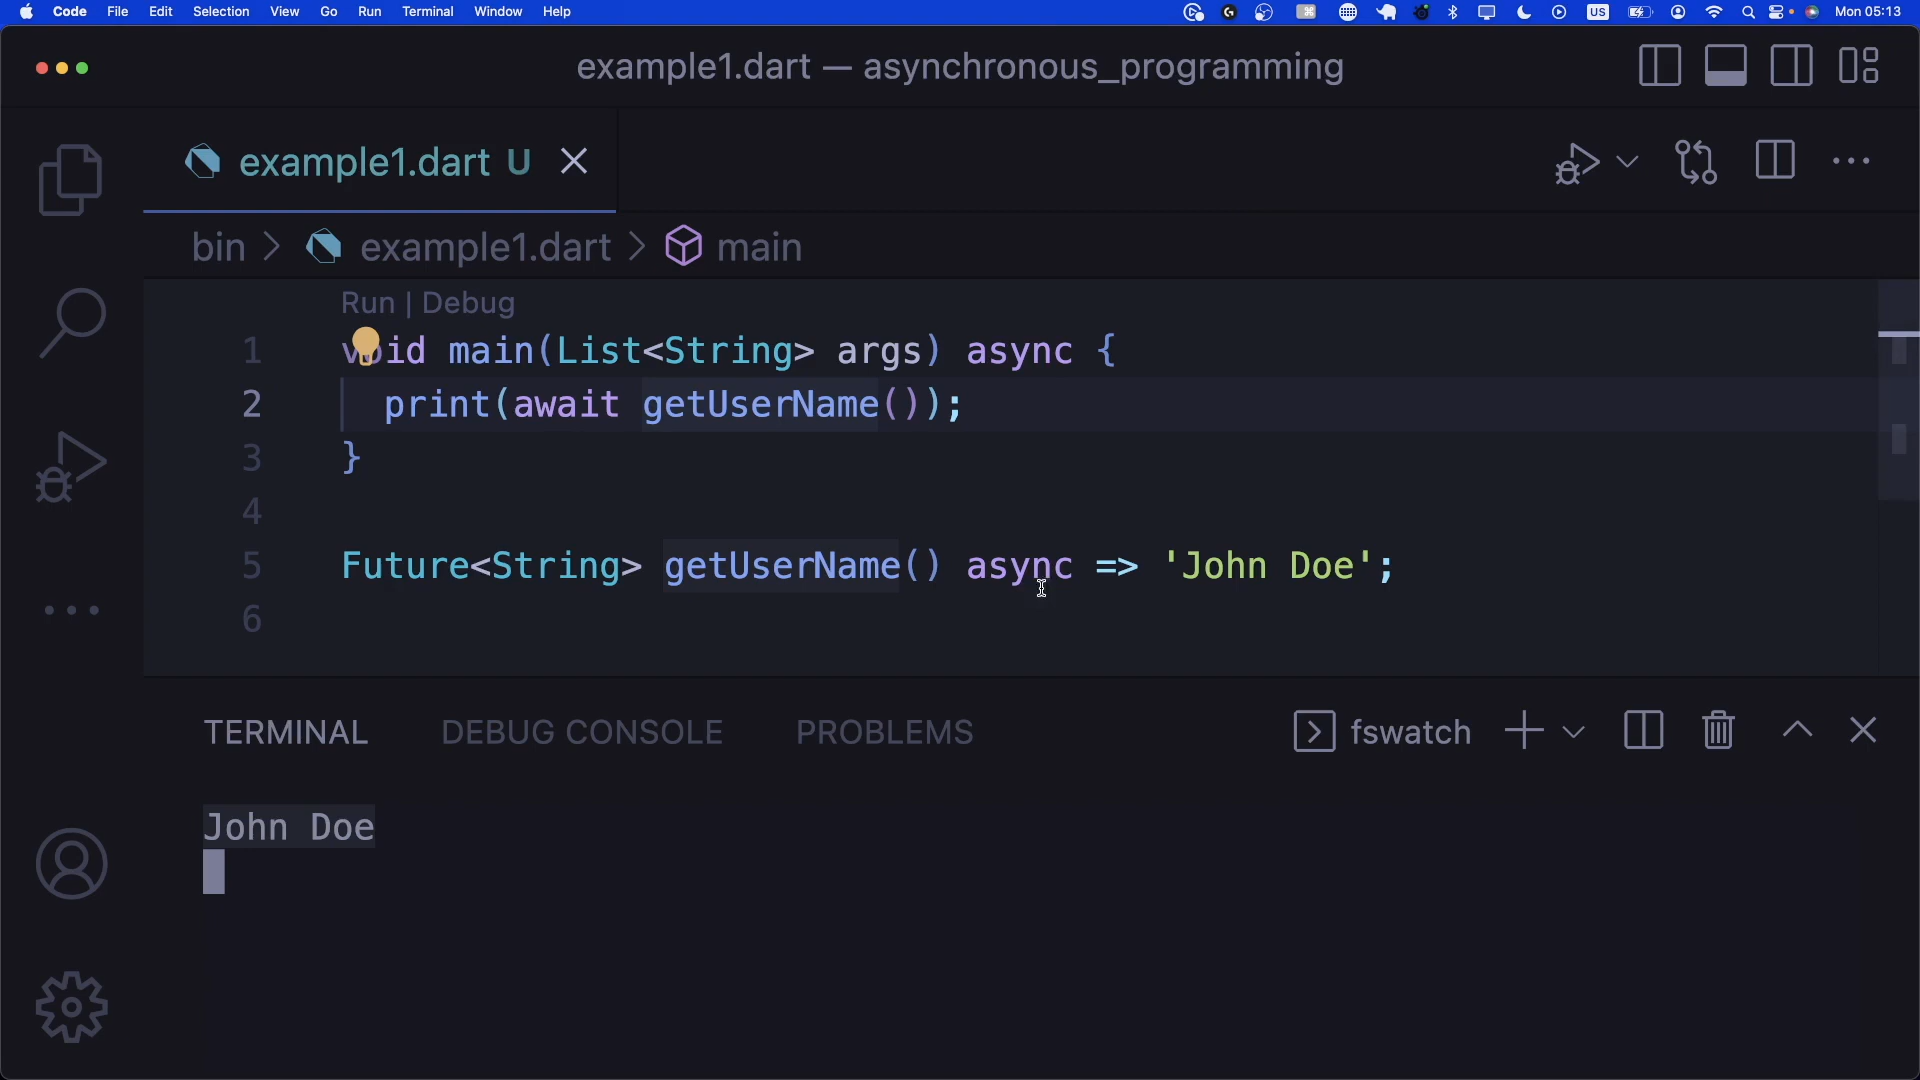 Code File Edit Selection View Go Run Terminal Window Help US Mon 05:13
example1.dart — asynchronous_programming
example1.dart U
bin > example1.dart > main
Run | Debug
1 void main(List<String> args) async {
2 print(await getUserName());
3 }
4
5 Future<String> getUserName() async => 'John Doe';
6
TERMINAL DEBUG CONSOLE PROBLEMS fswatch
John Doe